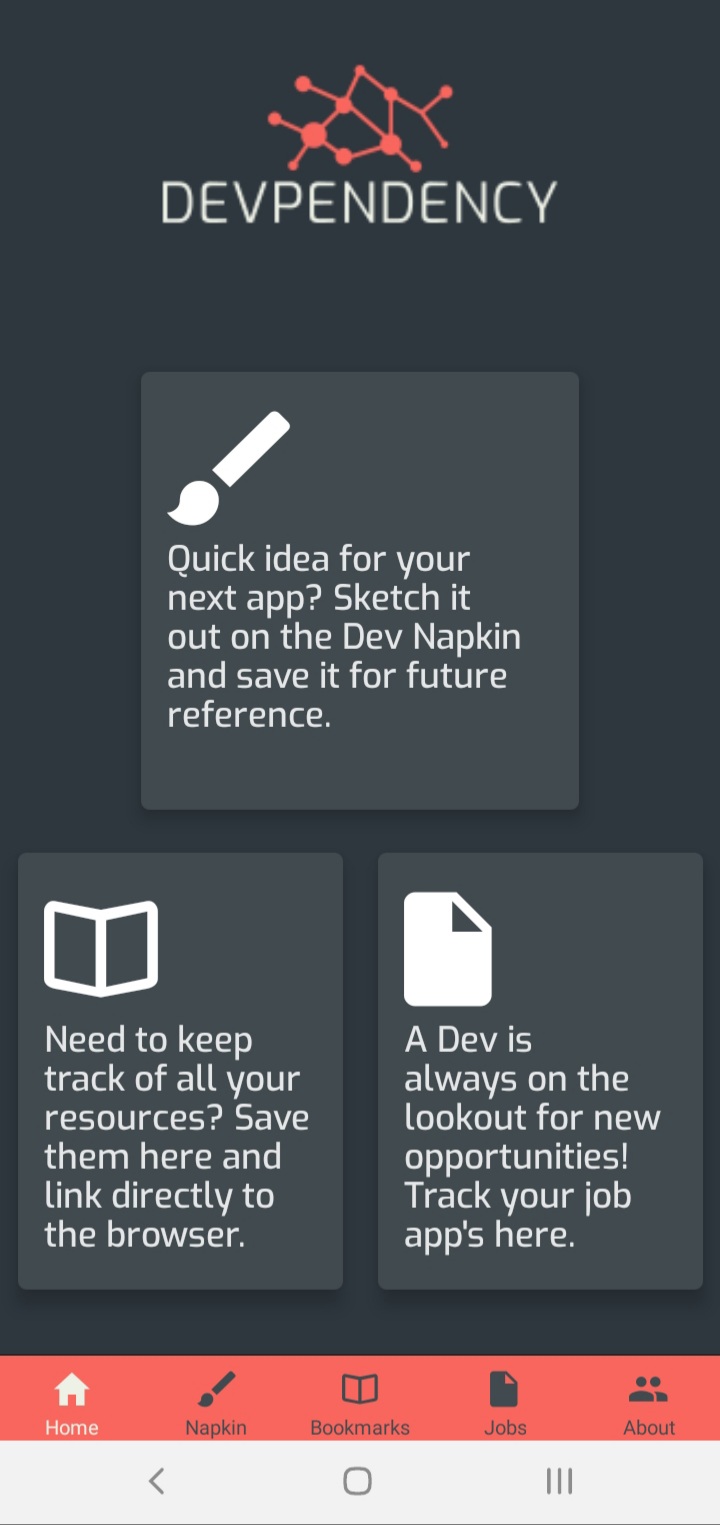 DEVPENDENCY
Quick idea for your
next app? Sketch it
out on the Dev Napkin
and save it for future
reference.
Need to keep
track of all your
resources? Save
them here and
link directly to
the browser.
A Dev is
always on the
lookout for new
opportunities!
Track your job
app's here.
Home
Napkin
Bookmarks
Jobs
About